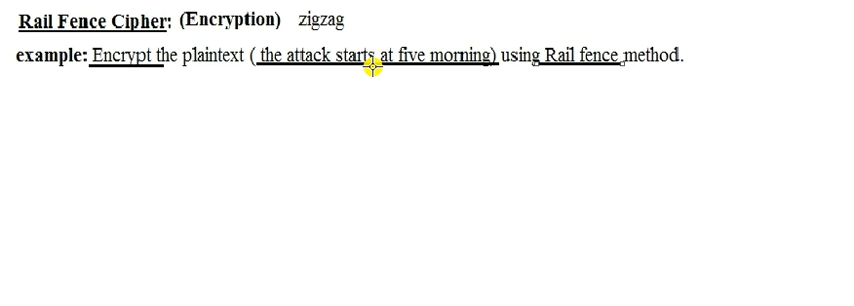 Rail Fence Cipher: (Encryption) zigzag
example: Encrypt the plaintext ( the attack starts at five morning) using Rail fence method.